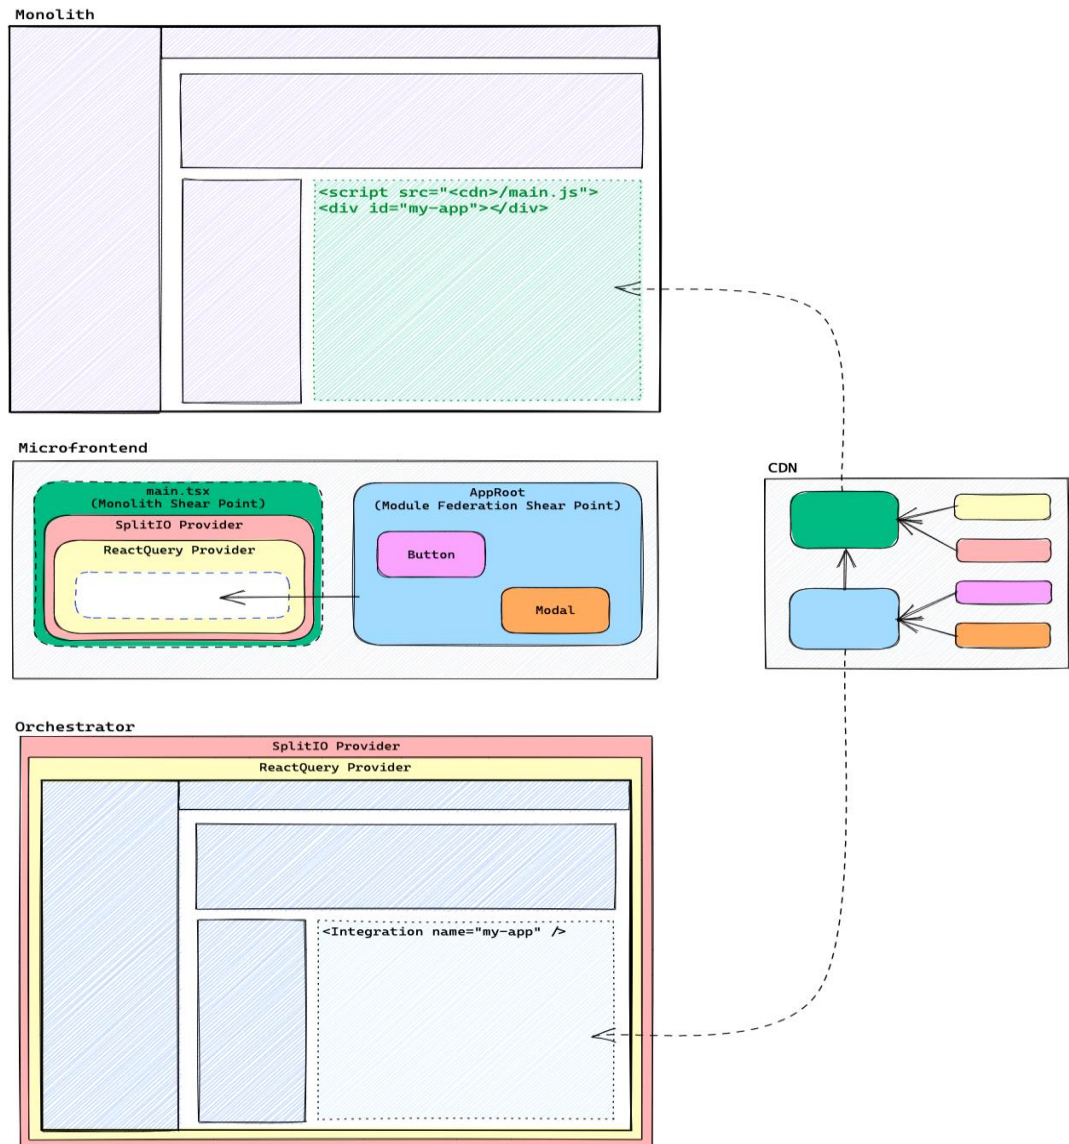 Monolith
<script src="<cdn>/main.js">
<div id="my-app"></div>
Microfrontend
main.tsx
(Monolith Shear Point)
SplitIO Provider
ReactQuery Provider
AppRoot
(Module Federation Shear Point)
Button
Modal
CDN
Orchestrator
SplitIO Provider
ReactQuery Provider
<Integration name="my-app" />